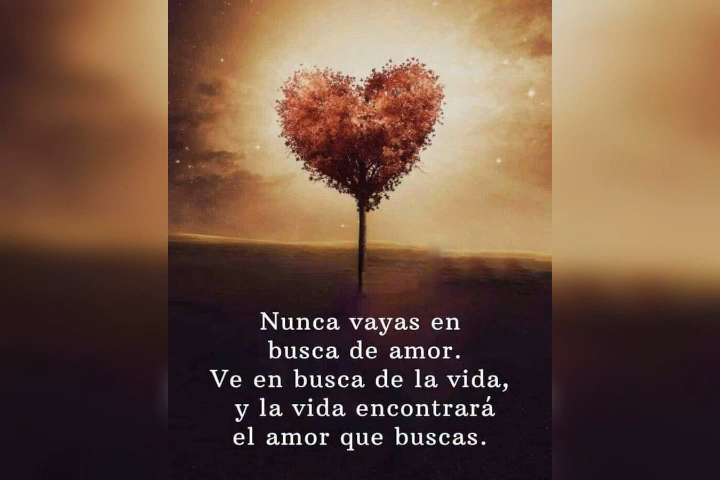 Nunca vayas en
busca de amor.
Ve en busca de la vida,
y la vida encontrará
el amor que buscas.